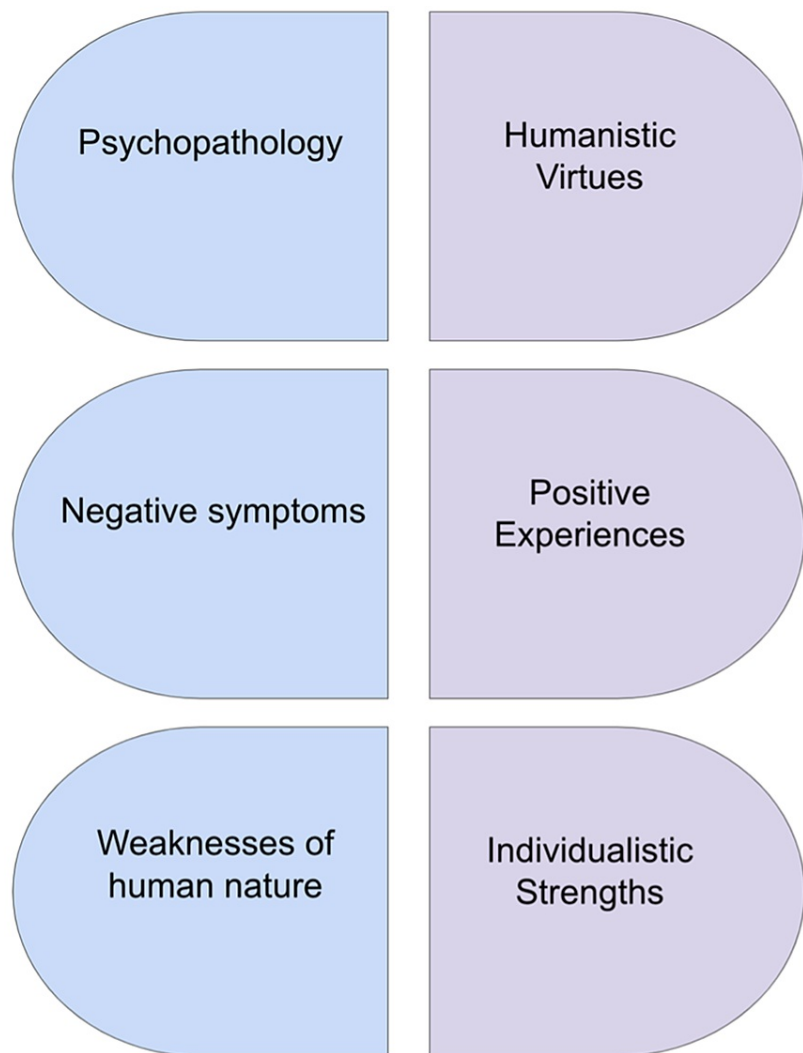 Psychopathology
Humanistic
Virtues
Negative symptoms
Positive
Experiences
Weaknesses of
human nature
Individualistic
Strengths